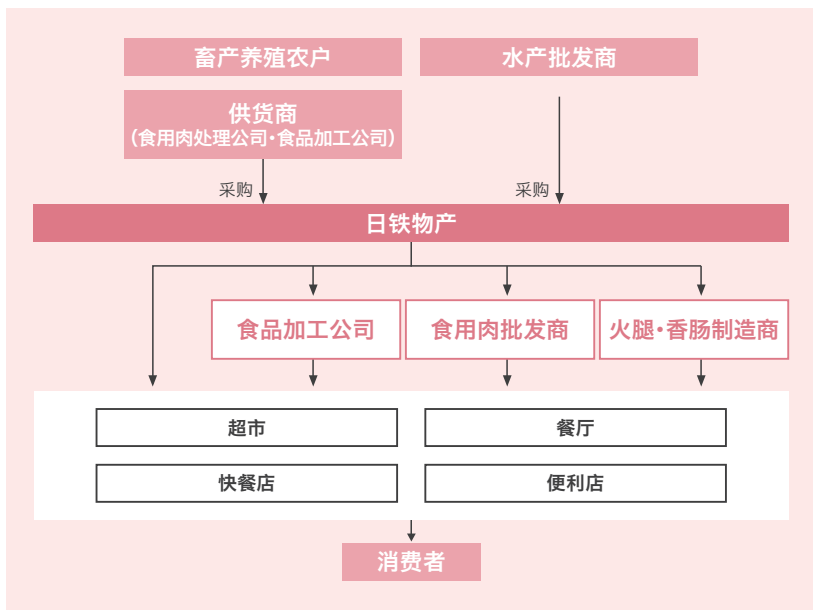 畜产养殖农户
水产批发商
供货商
（食用肉处理公司･食品加工公司）
采购
采购
日铁物产
食品加工公司
食用肉批发商
火腿･香肠制造商
超市
餐厅
快餐店
便利店
消费者